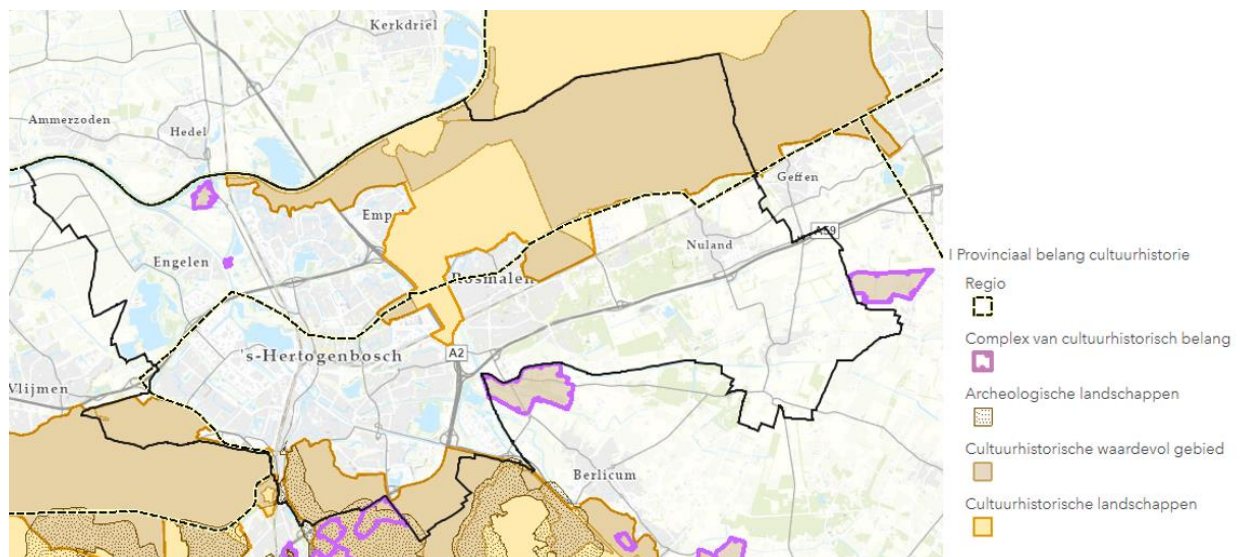 Kerkdriel
Ammerzoden
Hedel
Geffen
Empel
A59
Engelen
Nuland
Rosmalen
's-Hertogenbosch
A2
Vlijmen
Berlicum
l Provinciaal belang cultuurhistorie
Regio
Complex van cultuurhistorisch belang
Archeologische landschappen
Cultuurhistorische waardevol gebied
Cultuurhistorische landschappen